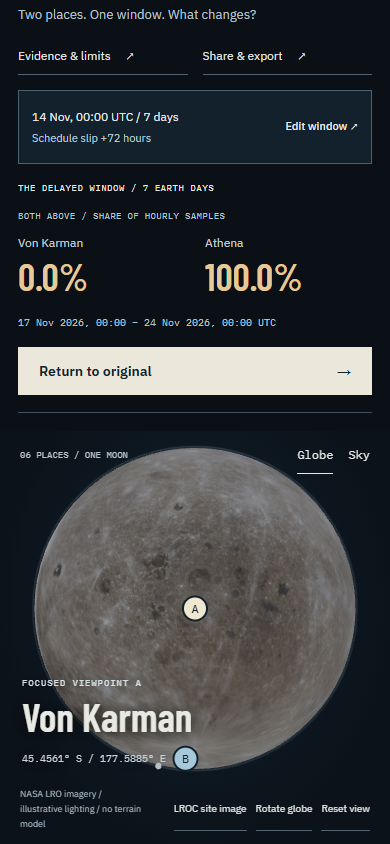 Two places. One window. What changes?
Evidence & limits ↗ Share & export ↗
14 Nov, 00:00 UTC / 7 days
Schedule slip +72 hours
Edit window ↗
THE DELAYED WINDOW / 7 EARTH DAYS
BOTH ABOVE / SHARE OF HOURLY SAMPLES
Von Karman Athena
0.0% 100.0%
17 Nov 2026, 00:00 – 24 Nov 2026, 00:00 UTC
Return to original →
06 PLACES / ONE MOON Globe Sky
A
FOCUSED VIEWPOINT A
Von Karman
45.4561° S / 177.5885° E B
NASA LRO imagery /
illustrative lighting / no terrain
model
LROC site image Rotate globe Reset view